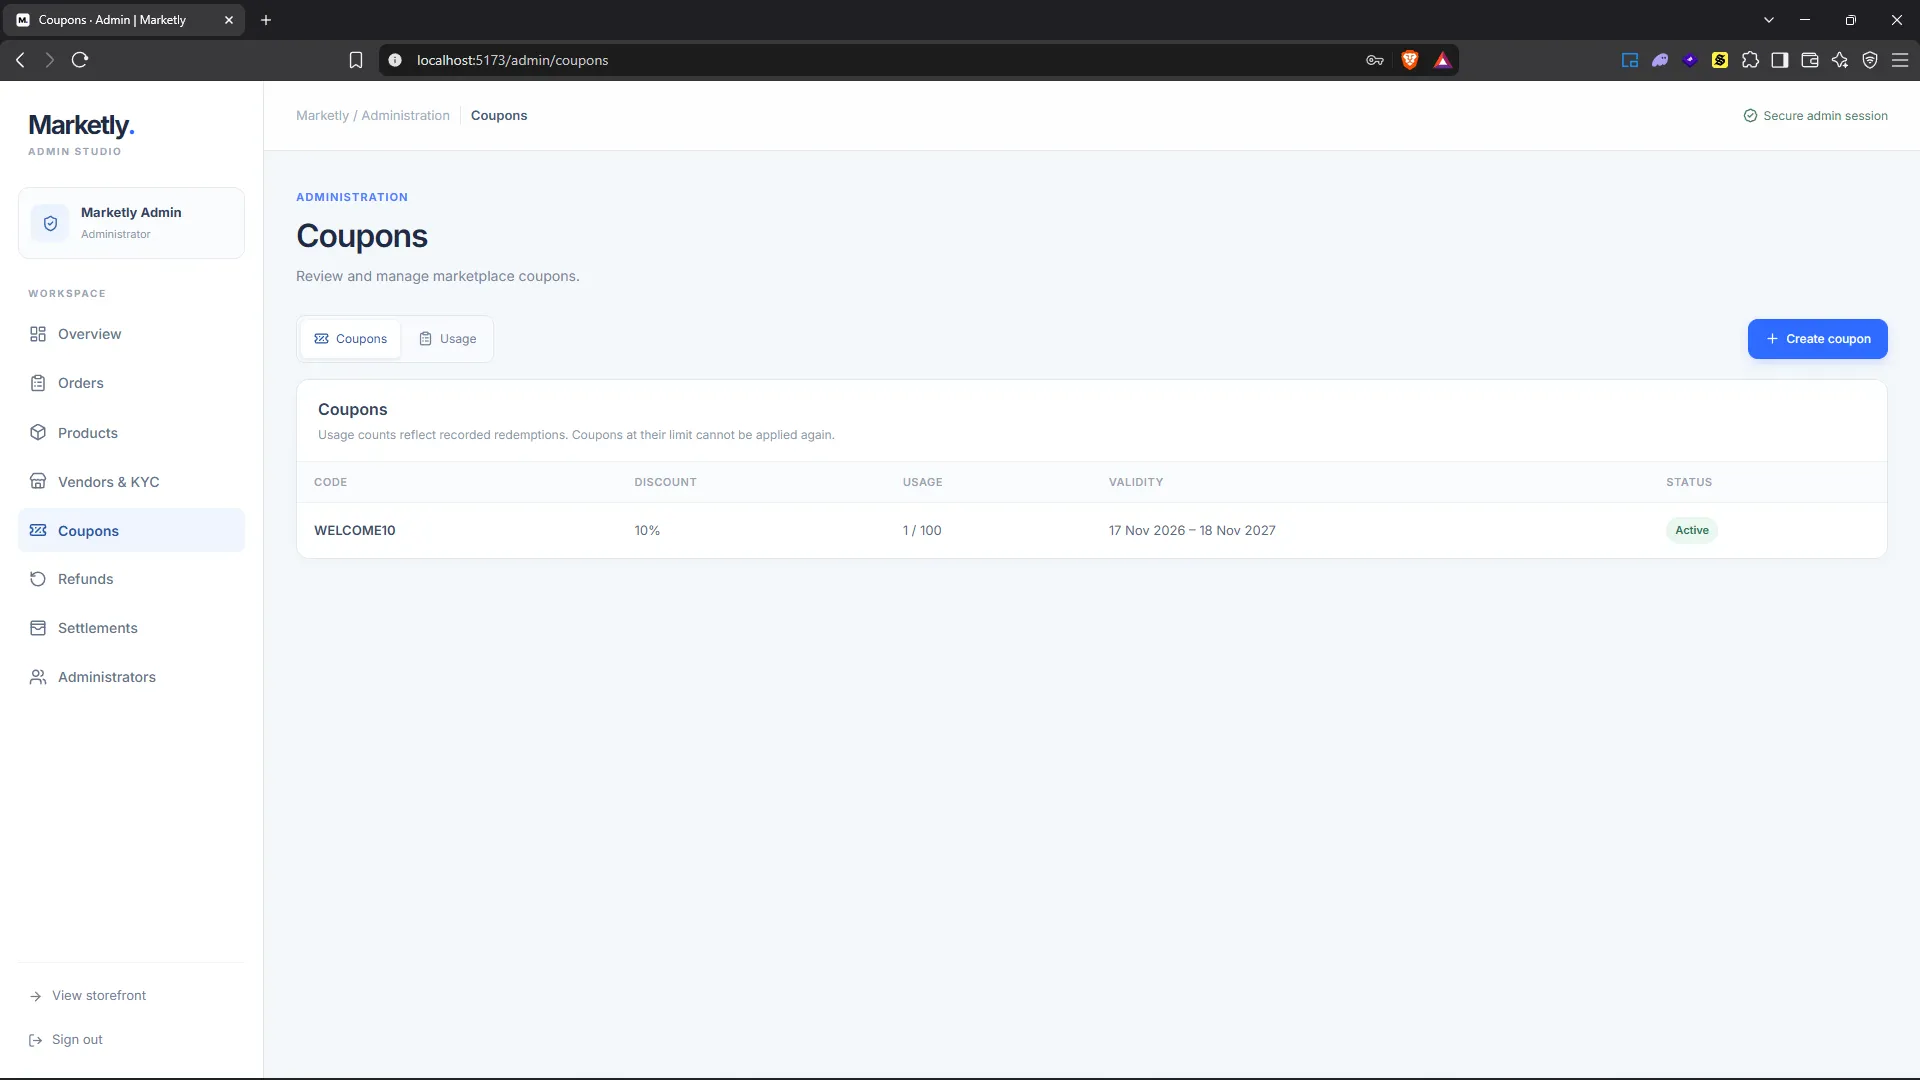 Coupons · Admin | Marketly
localhost:5173/admin/coupons
Marketly.
ADMIN STUDIO
Marketly Admin
Administrator
WORKSPACE
Overview
Orders
Products
Vendors & KYC
Coupons
Refunds
Settlements
Administrators
View storefront
Sign out
Marketly / Administration Coupons
Secure admin session
ADMINISTRATION
Coupons
Review and manage marketplace coupons.
Coupons Usage
Create coupon
Coupons
Usage counts reflect recorded redemptions. Coupons at their limit cannot be applied again.
CODE DISCOUNT USAGE VALIDITY STATUS
WELCOME10 10% 1 / 100 17 Nov 2026 – 18 Nov 2027 Active